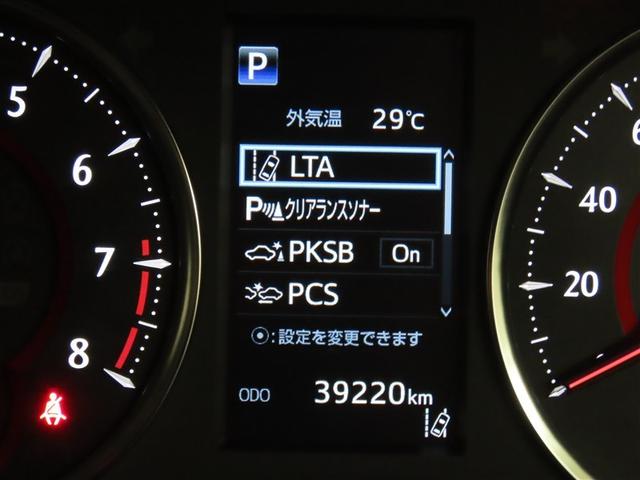 P
外気温 29℃
LTA
P クリアランスソナー
PKSB On
PCS
:設定を変更できます
ODO 39220km
5
6
7
8
6
40
20